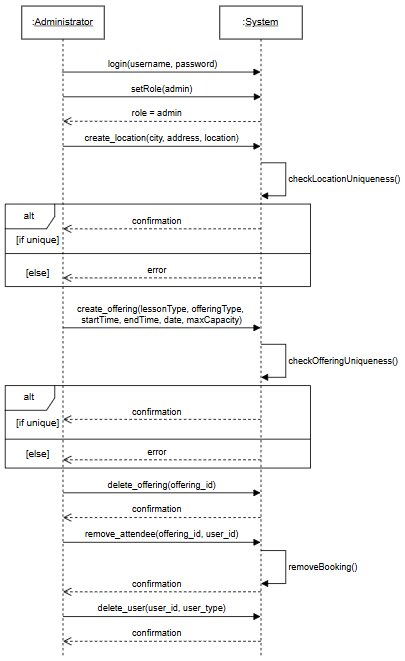 :Administrator
:System
login(username, password)
setRole(admin)
role = admin
create_location(city, address, location)
checkLocationUniqueness()
alt
confirmation
[if unique]
error
[else]
create_offering(lessonType, offeringType,
startTime, endTime, date, maxCapacity)
checkOfferingUniqueness()
alt
confirmation
[if unique]
error
[else]
delete_offering(offering_id)
confirmation
remove_attendee(offering_id, user_id)
removeBooking()
confirmation
delete_user(user_id, user_type)
confirmation